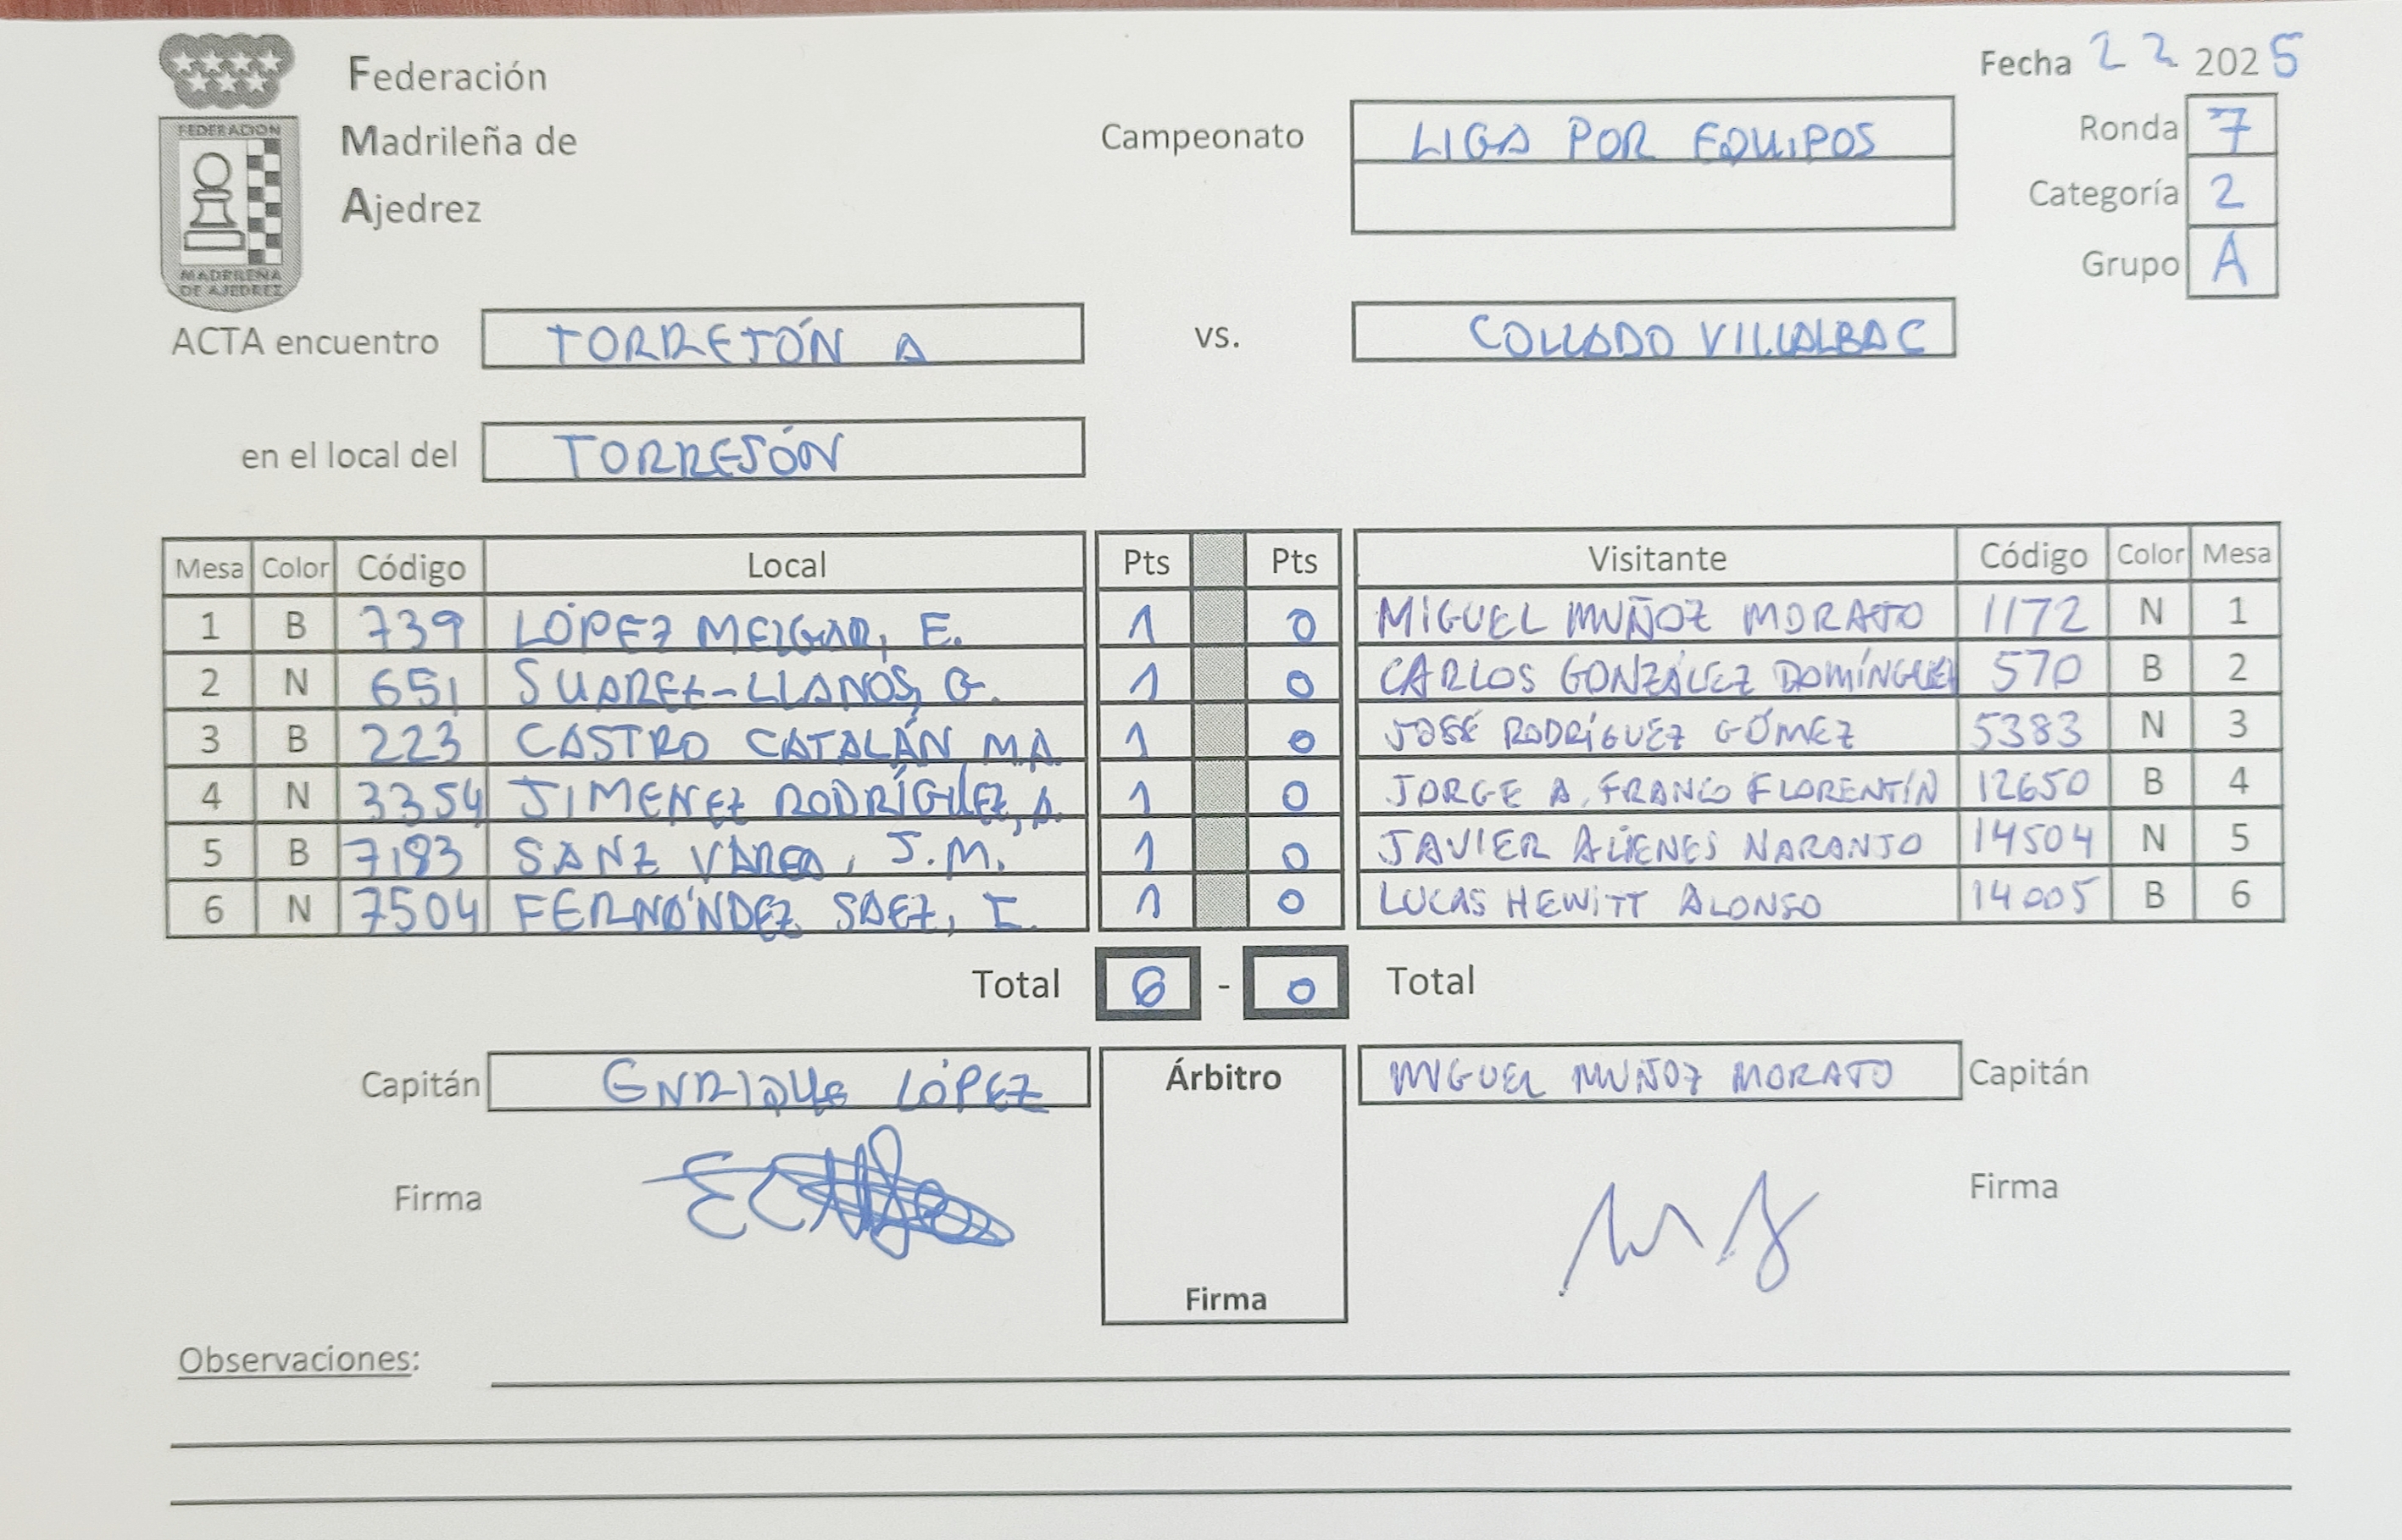 Fecha 2 2 2025
Federación
Madrileña de
Ajedrez
FEDERACION
MADRILEÑA
DE AJEDREZ
Campeonato LIGA POR EQUIPOS
Ronda 7
Categoría 2
Grupo A
ACTA encuentro TORREJÓN A vs. COLLADO VILLALBA C
en el local del TORREJÓN
Mesa Color Código Local Pts Pts Visitante Código Color Mesa
1 B 739 LÓPEZ MELGAR, E. 1 0 MIGUEL MUÑOZ MORATO 1172 N 1
2 N 651 SUAREZ-LLANOS, G. 1 0 CARLOS GONZÁLEZ DOMÍNGUEZ 570 B 2
3 B 223 CASTRO CATALÁN M.A. 1 0 JOSÉ RODRÍGUEZ GÓMEZ 5383 N 3
4 N 3354 JIMENEZ RODRÍGUEZ, A. 1 0 JORGE A. FRANCO FLORENTÍN 12650 B 4
5 B 7183 SANZ VAREA, J.M. 1 0 JAVIER NARANJO 14504 N 5
6 N 7504 FERNÁNDEZ SAEZ, I. 1 0 LUCAS HEWITT ALONSO 14005 B 6
Total 6 - 0 Total
Capitán ENRIQUE LÓPEZ Árbitro MIGUEL MUÑOZ MORATO Capitán
Firma Firma
Firma
Observaciones: